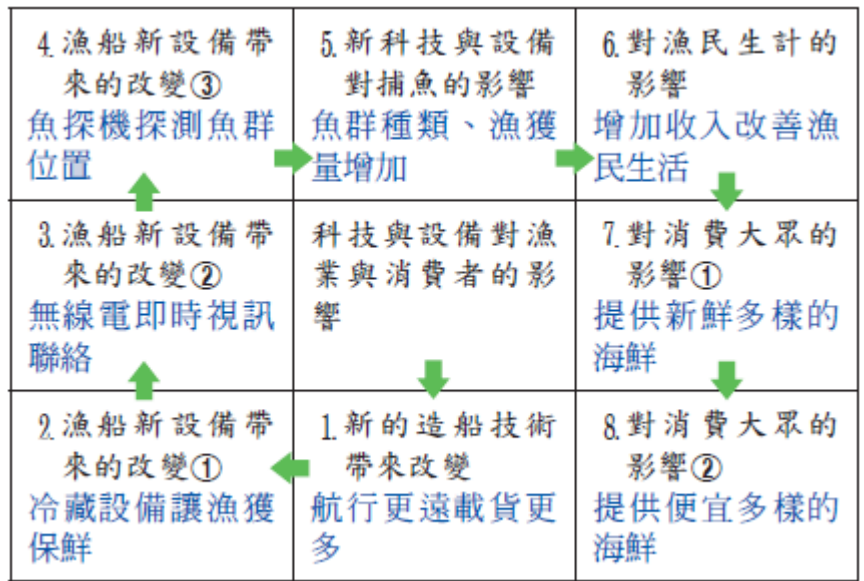 4.漁船新設備帶
來的改變③
魚探機探測魚群
位置
5.新科技與設備
對捕魚的影響
魚群種類、漁獲
量增加
6.對漁民生計的
影響
增加收入改善漁
民生活
3.漁船新設備帶
來的改變②
無線電即時視訊
聯絡
科技與設備對漁
業與消費者的影
響
7.對消費大眾的
影響①
提供新鮮多樣的
海鮮
2.漁船新設備帶
來的改變①
冷藏設備讓漁獲
保鮮
1.新的造船技術
帶來改變
航行更遠載貨更
多
8.對消費大眾的
影響②
提供便宜多樣的
海鮮